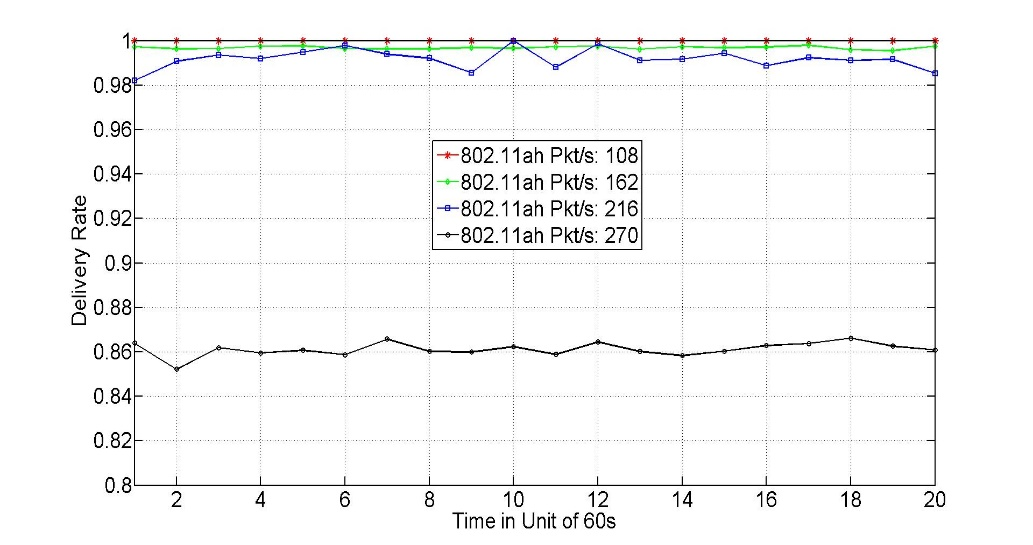 1
0.98
0.96
0.94
0.92
0.9
0.88
0.86
0.84
0.82
0.8
Delivery Rate
802.11ah Pkt/s: 108
802.11ah Pkt/s: 162
802.11ah Pkt/s: 216
802.11ah Pkt/s: 270
2 4 6 8 10 12 14 16 18 20
Time in Unit of 60s